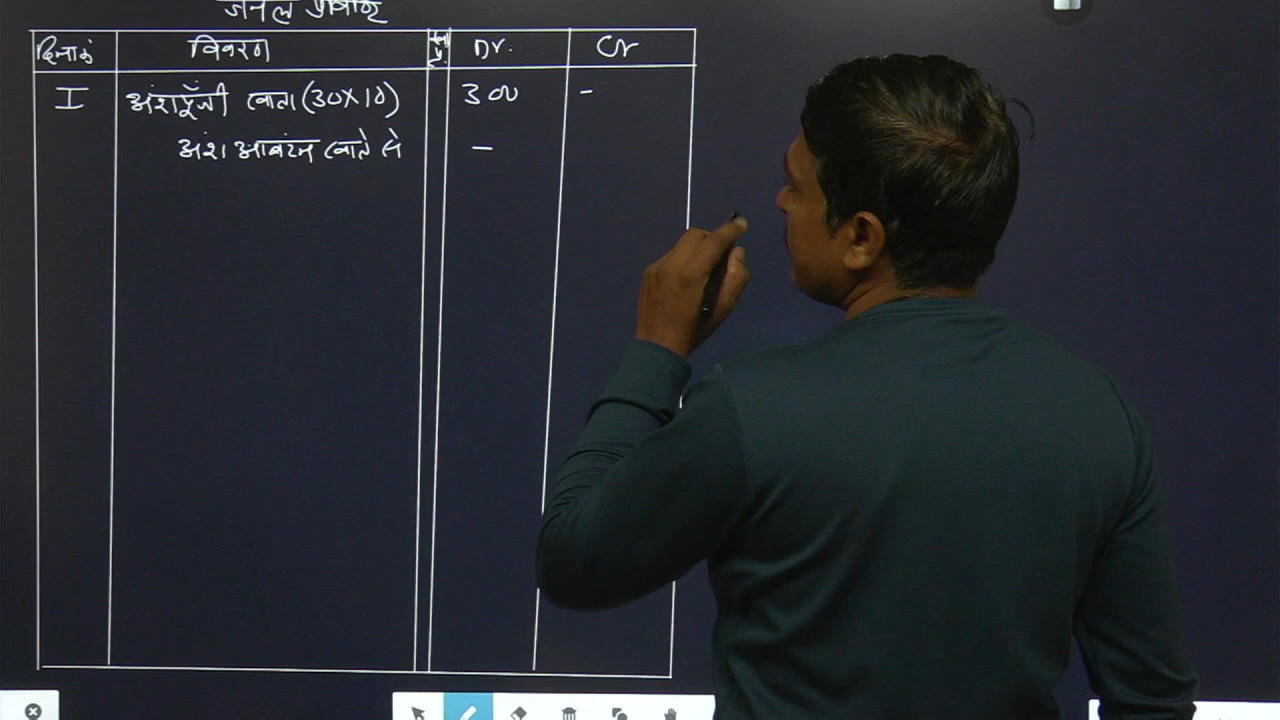 जर्नल प्रविष्टि
दिनांक विवरण पृ. Dr. Cr
I अंशपूँजी खाता (30×10) 300 -
अंश आबंटन खाते से -